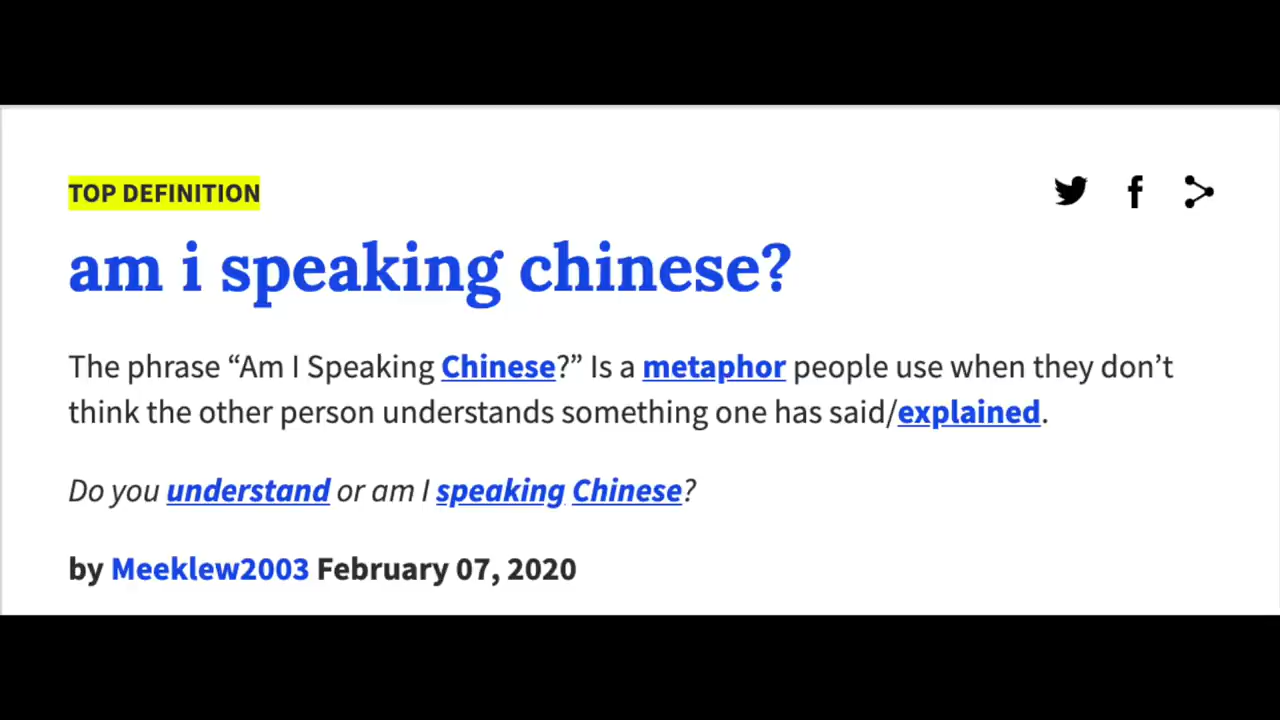 TOP DEFINITION
am i speaking chinese?
The phrase “Am I Speaking Chinese?” Is a metaphor people use when they don’t
think the other person understands something one has said/explained.
Do you understand or am I speaking Chinese?
by Meeklew2003 February 07, 2020